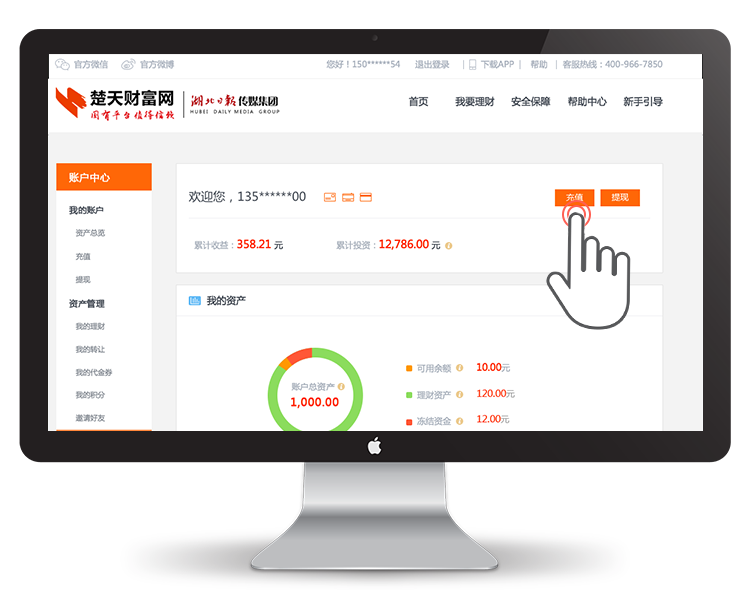 官方微信 官方微博 您好！150******54 退出登录 下载APP 帮助 客服热线：400-966-7850
楚天财富网 湖北日报传媒集团 首页 我要理财 安全保障 帮助中心 新手引导
国有平台值得信赖 HUBEI DAILY MEDIA GROUP
账户中心
我的账户
资产总览
充值
提现
资产管理
我的理财
我的转让
我的代金券
我的积分
邀请好友
欢迎您，135******00 充值 提现
累计收益：358.21 元 累计投资：12,786.00 元
我的资产
账户总资产
1,000.00
可用余额 10.00元
理财资产 120.00元
冻结资金 12.00元